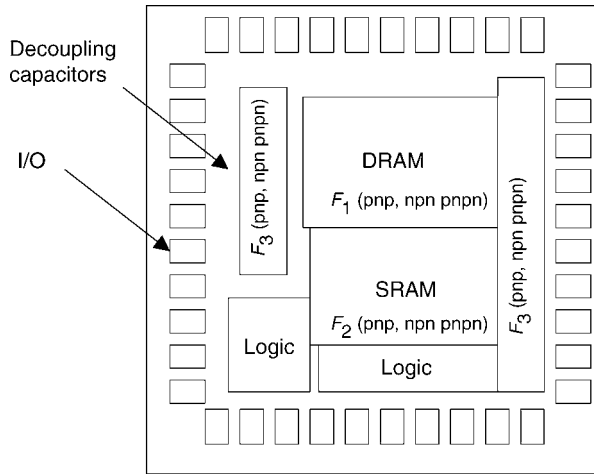 Decoupling
capacitors
I/O
F3 (pnp, npn pnpn)
DRAM
F1 (pnp, npn pnpn)
SRAM
F2 (pnp, npn pnpn)
F3 (pnp, npn pnpn)
Logic
Logic